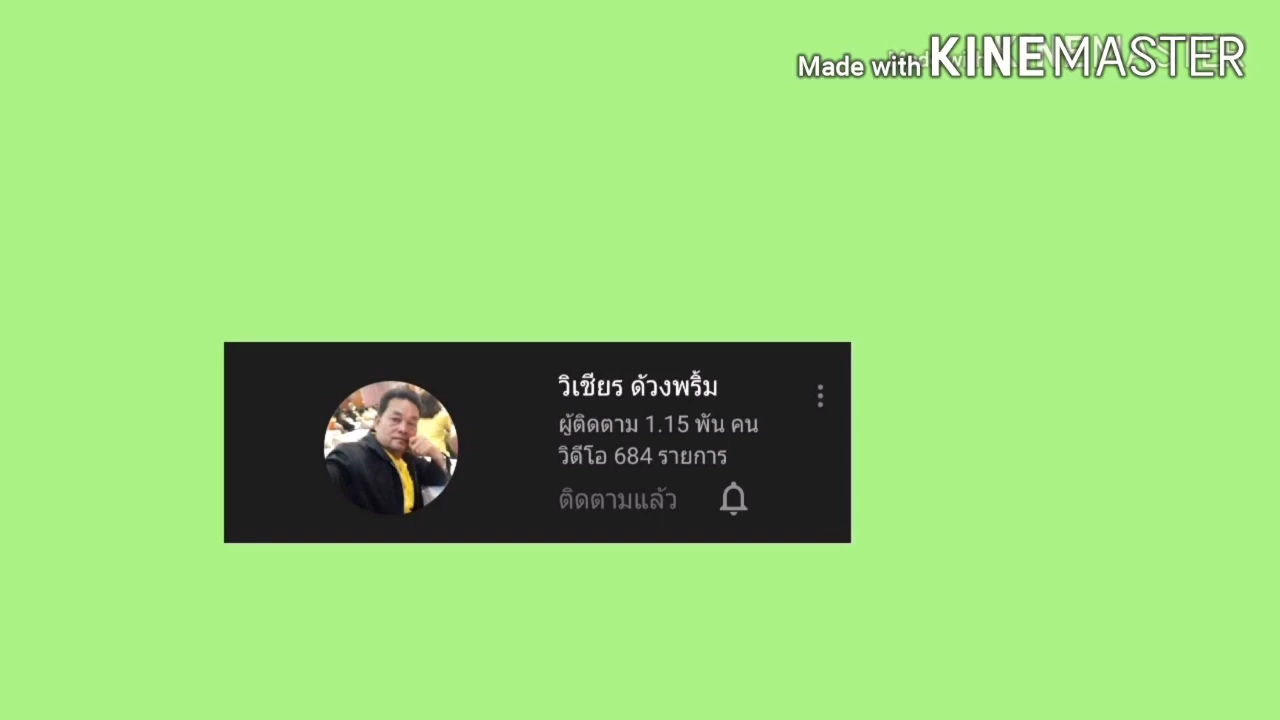 Made with KINEMASTER
วิเชียร ด้วงพริ้ม
ผู้ติดตาม 1.15 พัน คน
วิดีโอ 684 รายการ
ติดตามแล้ว